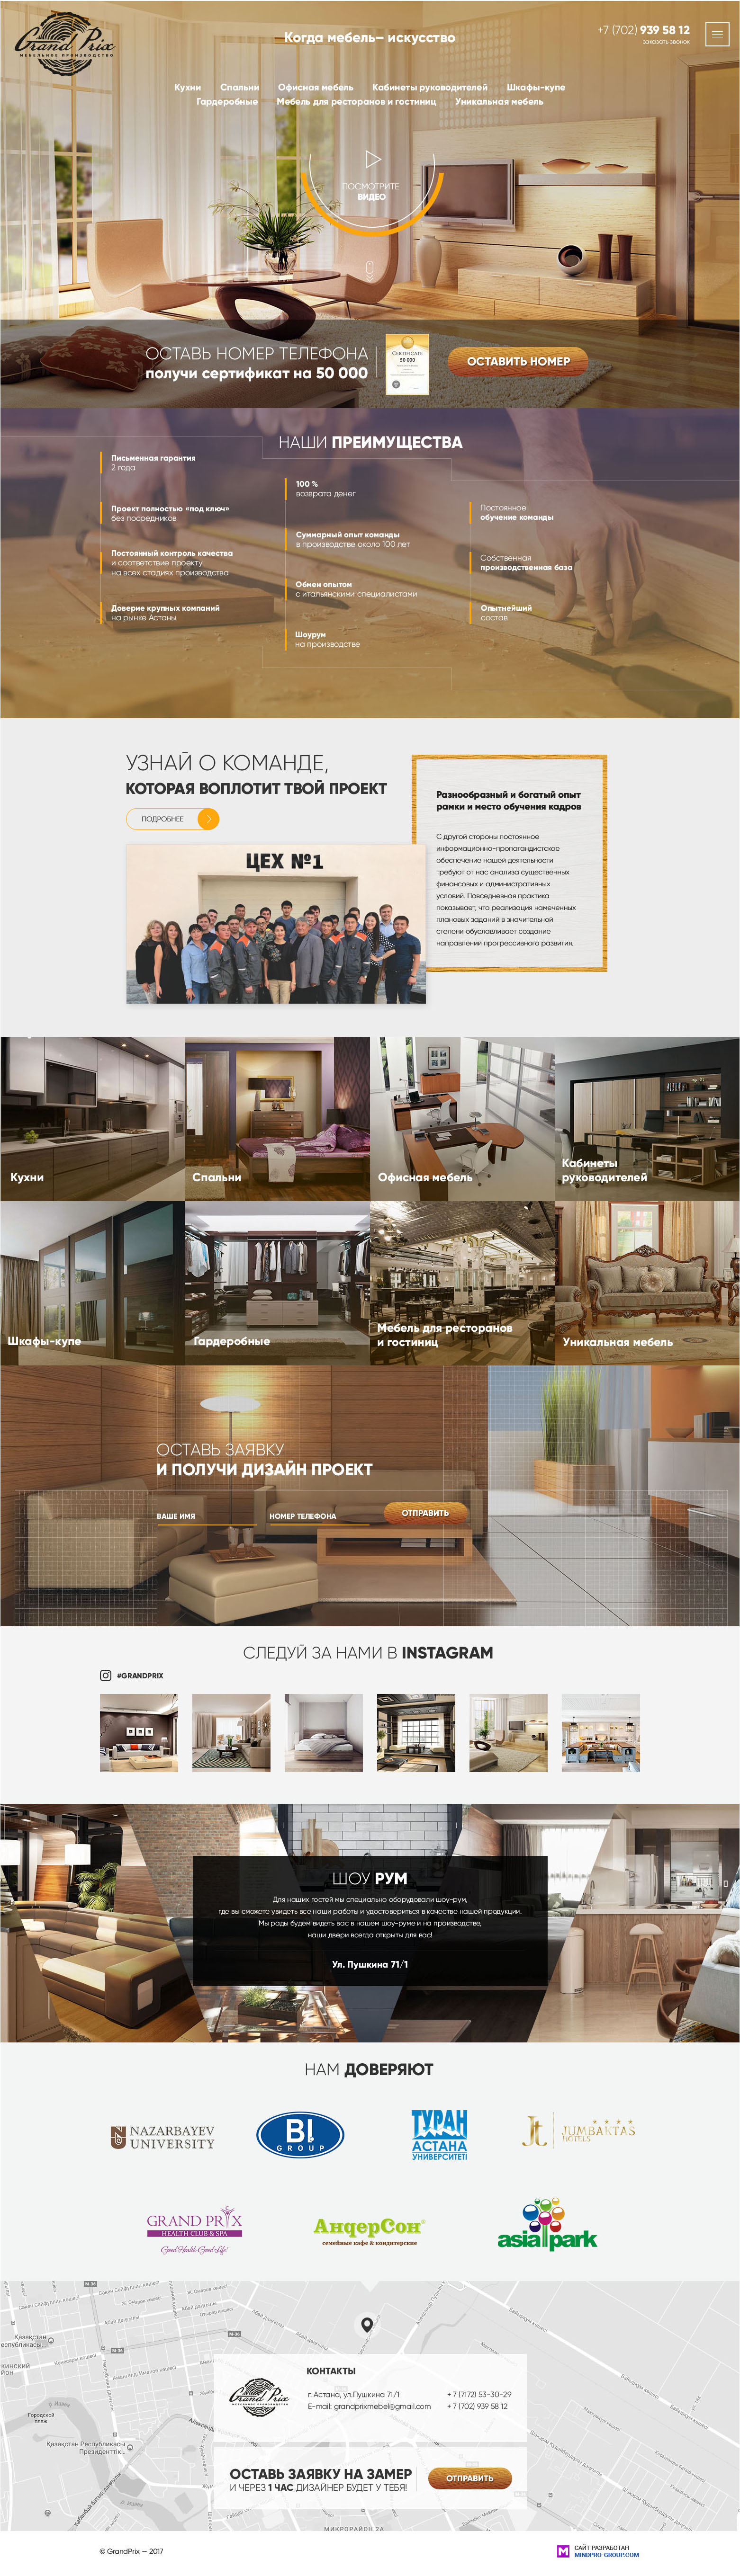 Grand Prix
МЕБЕЛЬНОЕ ПРОИЗВОДСТВО
Когда мебель– искусство
+7 (702) 939 58 12
заказать звонок
Кухни Спальни Офисная мебель Кабинеты руководителей Шкафы-купе
Гардеробные Мебель для ресторанов и гостиниц Уникальная мебель
ПОСМОТРИТЕ
ВИДЕО
ОСТАВЬ НОМЕР ТЕЛЕФОНА
получи сертификат на 50 000
CERTIFICATE
50 000
ОСТАВИТЬ НОМЕР
НАШИ ПРЕИМУЩЕСТВА
Письменная гарантия
2 года
Проект полностью «под ключ»
без посредников
Постоянный контроль качества
и соответствие проекту
на всех стадиях производства
Доверие крупных компаний
на рынке Астаны
100 %
возврата денег
Суммарный опыт команды
в производстве около 100 лет
Обмен опытом
с итальянскими специалистами
Шоурум
на производстве
Постоянное
обучение команды
Собственная
производственная база
Опытнейший
состав
УЗНАЙ О КОМАНДЕ,
КОТОРАЯ ВОПЛОТИТ ТВОЙ ПРОЕКТ
ПОДРОБНЕЕ
ЦЕХ №1
Разнообразный и богатый опыт
рамки и место обучения кадров
С другой стороны постоянное
информационно-пропагандистское
обеспечение нашей деятельности
требуют от нас анализа существенных
финансовых и административных
условий. Повседневная практика
показывает, что реализация намеченных
плановых заданий в значительной
степени обуславливает создание
направлений прогрессивного развития.
Кухни
Спальни
Офисная мебель
Кабинеты
руководителей
Шкафы-купе
Гардеробные
Мебель для ресторанов
и гостиниц
Уникальная мебель
ОСТАВЬ ЗАЯВКУ
И ПОЛУЧИ ДИЗАЙН ПРОЕКТ
ВАШЕ ИМЯ
НОМЕР ТЕЛЕФОНА
ОТПРАВИТЬ
СЛЕДУЙ ЗА НАМИ В INSTAGRAM
#GRANDPRIX
ШОУ РУМ
Для наших гостей мы специально оборудовали шоу-рум,
где вы сможете увидеть все наши работы и удостовериться в качестве нашей продукции.
Мы рады будем видеть вас в нашем шоу-руме и на производстве,
наши двери всегда открыты для вас!
Ул. Пушкина 71/1
НАМ ДОВЕРЯЮТ
NAZARBAYEV
UNIVERSITY
BI
GROUP
ТУРАН
АСТАНА
УНИВЕРСИТЕТІ
Jt JUMBAKTAS
HOTELS
GRAND PRIX
HEALTH CLUB & SPA
Good Health Good Life!
АндерСон®
семейные кафе & кондитерские
asia park
КОНТАКТЫ
Grand Prix
МЕБЕЛЬНОЕ ПРОИЗВОДСТВО
г. Астана, ул.Пушкина 71/1
+ 7 (7172) 53-30-29
E-mail: grandprixmebel@gmail.com
+ 7 (702) 939 58 12
Қазақстан Республикасы
Президенттік...
Городской
пляж
ОСТАВЬ ЗАЯВКУ НА ЗАМЕР
И ЧЕРЕЗ 1 ЧАС ДИЗАЙНЕР БУДЕТ У ТЕБЯ!
ОТПРАВИТЬ
МИКРОРАЙОН 2А
© GrandPrix – 2017
САЙТ РАЗРАБОТАН
MINDPRO-GROUP.COM